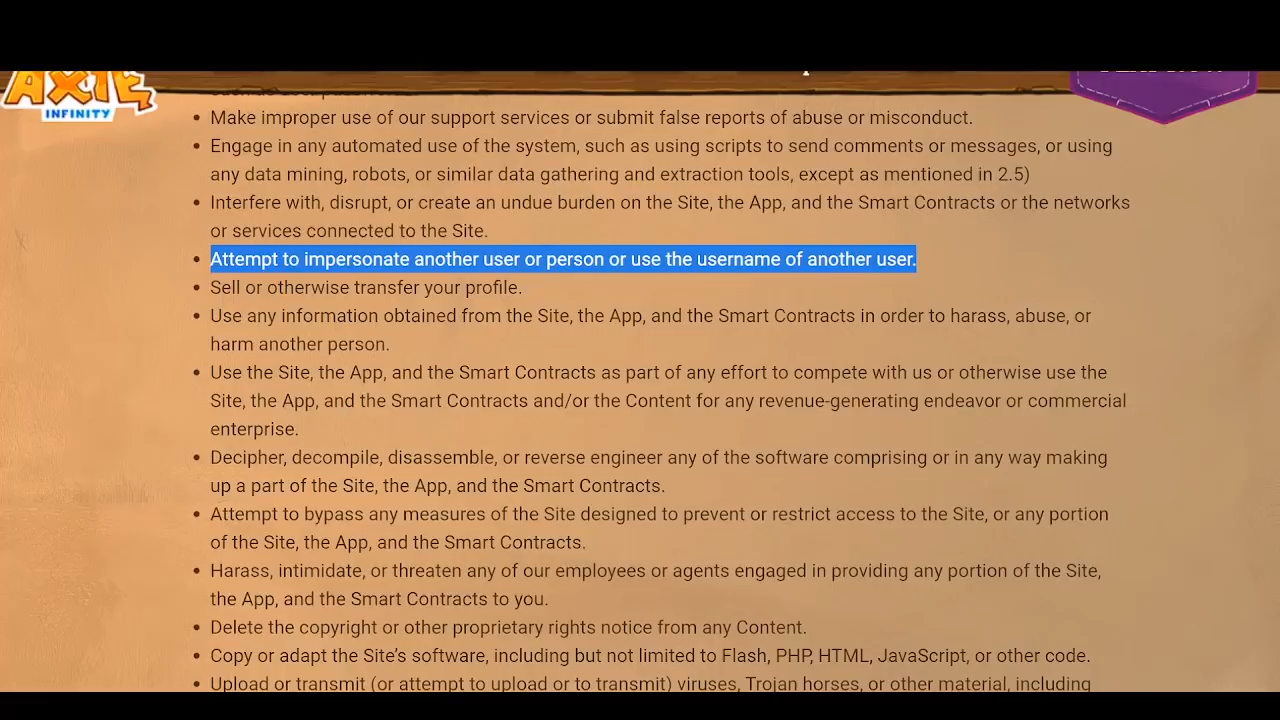 AXIE
INFINITY
Make improper use of our support services or submit false reports of abuse or misconduct.
Engage in any automated use of the system, such as using scripts to send comments or messages, or using
any data mining, robots, or similar data gathering and extraction tools, except as mentioned in 2.5)
Interfere with, disrupt, or create an undue burden on the Site, the App, and the Smart Contracts or the networks
or services connected to the Site.
Attempt to impersonate another user or person or use the username of another user.
Sell or otherwise transfer your profile.
Use any information obtained from the Site, the App, and the Smart Contracts in order to harass, abuse, or
harm another person.
Use the Site, the App, and the Smart Contracts as part of any effort to compete with us or otherwise use the
Site, the App, and the Smart Contracts and/or the Content for any revenue-generating endeavor or commercial
enterprise.
Decipher, decompile, disassemble, or reverse engineer any of the software comprising or in any way making
up a part of the Site, the App, and the Smart Contracts.
Attempt to bypass any measures of the Site designed to prevent or restrict access to the Site, or any portion
of the Site, the App, and the Smart Contracts.
Harass, intimidate, or threaten any of our employees or agents engaged in providing any portion of the Site,
the App, and the Smart Contracts to you.
Delete the copyright or other proprietary rights notice from any Content.
Copy or adapt the Site’s software, including but not limited to Flash, PHP, HTML, JavaScript, or other code.
Upload or transmit (or attempt to upload or to transmit) viruses, Trojan horses, or other material, including